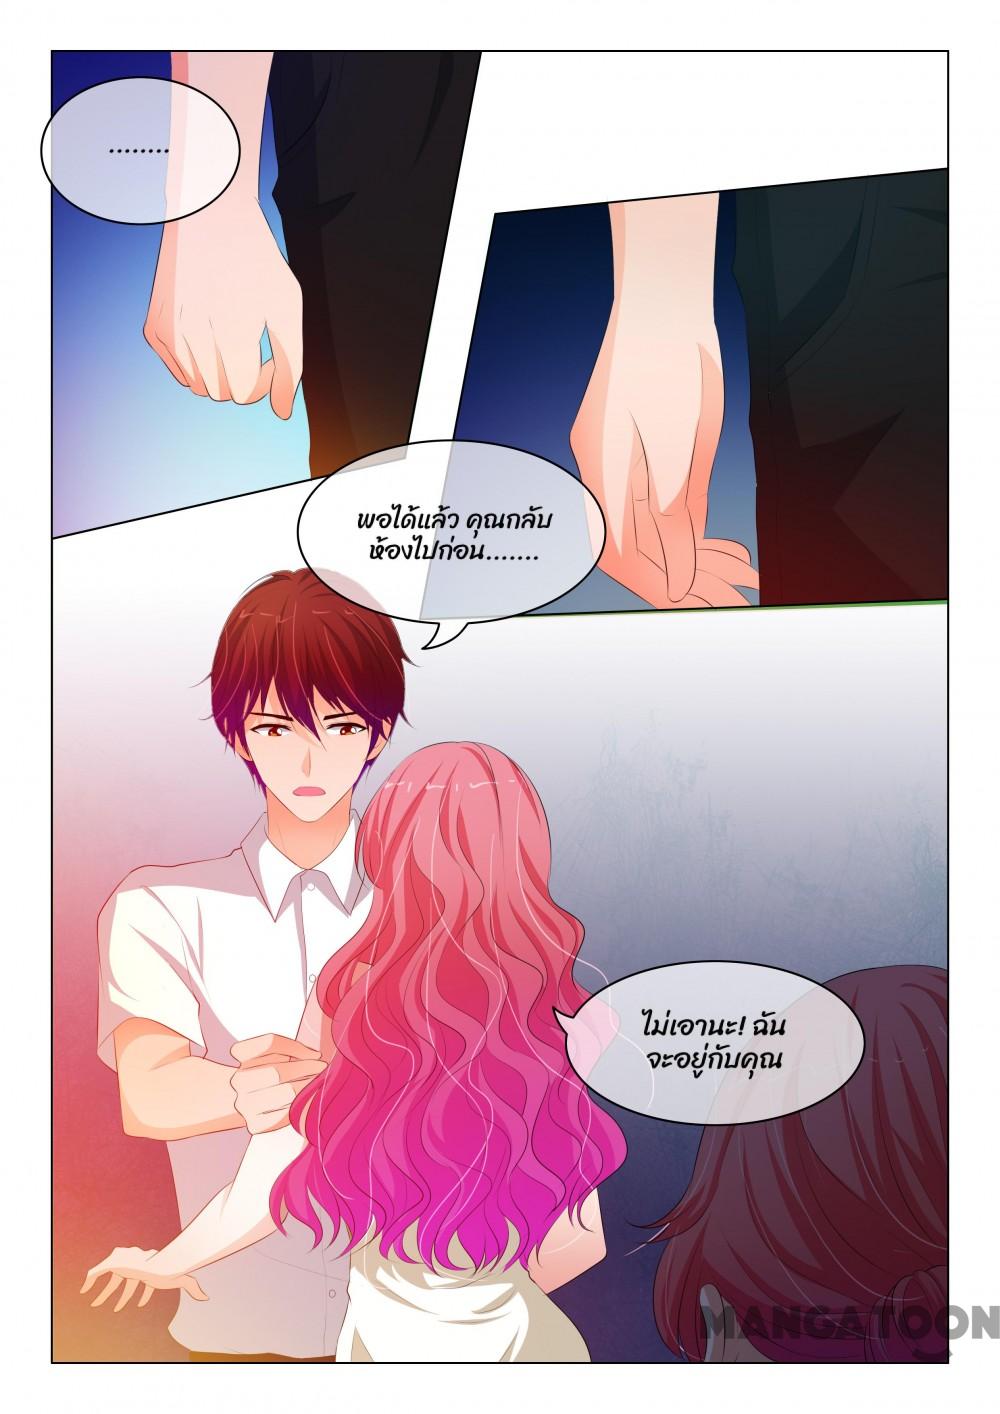 ........
พอได้แล้ว คุณกลับ
ห้องไปก่อน.......
ไม่เอานะ! ฉัน
จะอยู่กับคุณ
MANGATOON